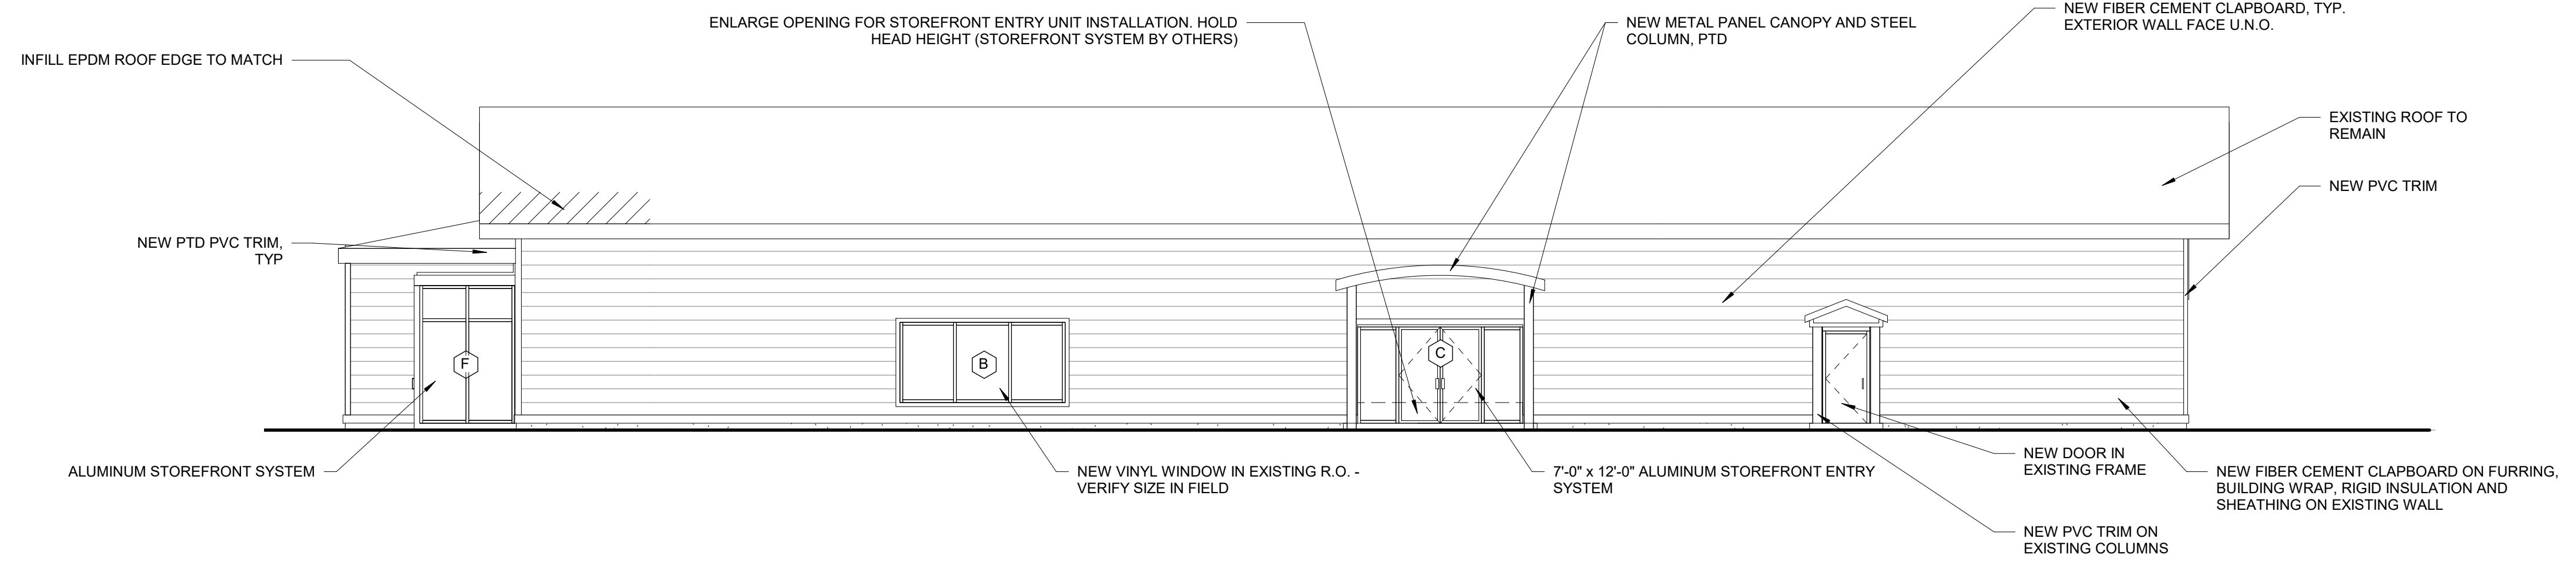 ENLARGE OPENING FOR STOREFRONT ENTRY UNIT INSTALLATION. HOLD
HEAD HEIGHT (STOREFRONT SYSTEM BY OTHERS)
NEW METAL PANEL CANOPY AND STEEL
COLUMN, PTD
NEW FIBER CEMENT CLAPBOARD, TYP.
EXTERIOR WALL FACE U.N.O.
INFILL EPDM ROOF EDGE TO MATCH
EXISTING ROOF TO
REMAIN
NEW PVC TRIM
NEW PTD PVC TRIM,
TYP
F
B
C
ALUMINUM STOREFRONT SYSTEM
NEW VINYL WINDOW IN EXISTING R.O. -
VERIFY SIZE IN FIELD
7'-0" x 12'-0" ALUMINUM STOREFRONT ENTRY
SYSTEM
NEW DOOR IN
EXISTING FRAME
NEW FIBER CEMENT CLAPBOARD ON FURRING,
BUILDING WRAP, RIGID INSULATION AND
SHEATHING ON EXISTING WALL
NEW PVC TRIM ON
EXISTING COLUMNS